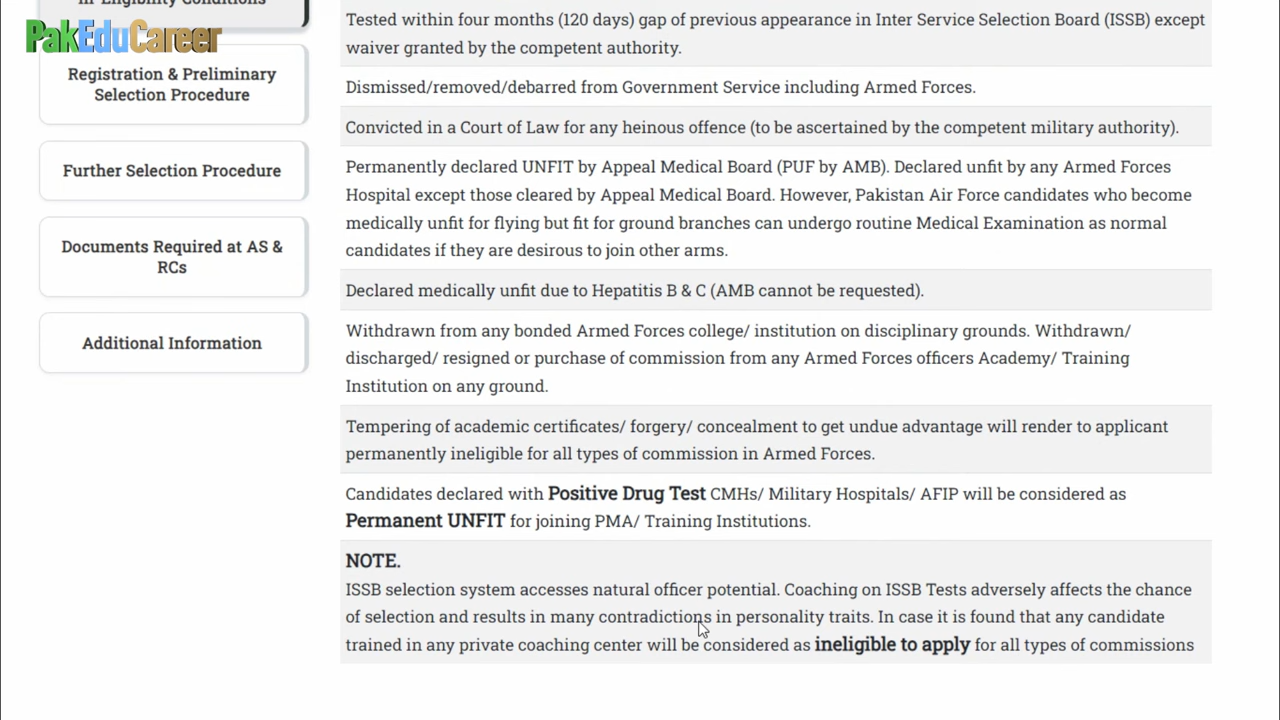 in-Eligibility Conditions
PakEduCareer
Registration & Preliminary
Selection Procedure
Further Selection Procedure
Documents Required at AS &
RCs
Additional Information
Tested within four months (120 days) gap of previous appearance in Inter Service Selection Board (ISSB) except
waiver granted by the competent authority.
Dismissed/removed/debarred from Government Service including Armed Forces.
Convicted in a Court of Law for any heinous offence (to be ascertained by the competent military authority).
Permanently declared UNFIT by Appeal Medical Board (PUF by AMB). Declared unfit by any Armed Forces
Hospital except those cleared by Appeal Medical Board. However, Pakistan Air Force candidates who become
medically unfit for flying but fit for ground branches can undergo routine Medical Examination as normal
candidates if they are desirous to join other arms.
Declared medically unfit due to Hepatitis B & C (AMB cannot be requested).
Withdrawn from any bonded Armed Forces college/ institution on disciplinary grounds. Withdrawn/
discharged/ resigned or purchase of commission from any Armed Forces officers Academy/ Training
Institution on any ground.
Tempering of academic certificates/ forgery/ concealment to get undue advantage will render to applicant
permanently ineligible for all types of commission in Armed Forces.
Candidates declared with Positive Drug Test CMHs/ Military Hospitals/ AFIP will be considered as
Permanent UNFIT for joining PMA/ Training Institutions.
NOTE.
ISSB selection system accesses natural officer potential. Coaching on ISSB Tests adversely affects the chance
of selection and results in many contradictions in personality traits. In case it is found that any candidate
trained in any private coaching center will be considered as ineligible to apply for all types of commissions